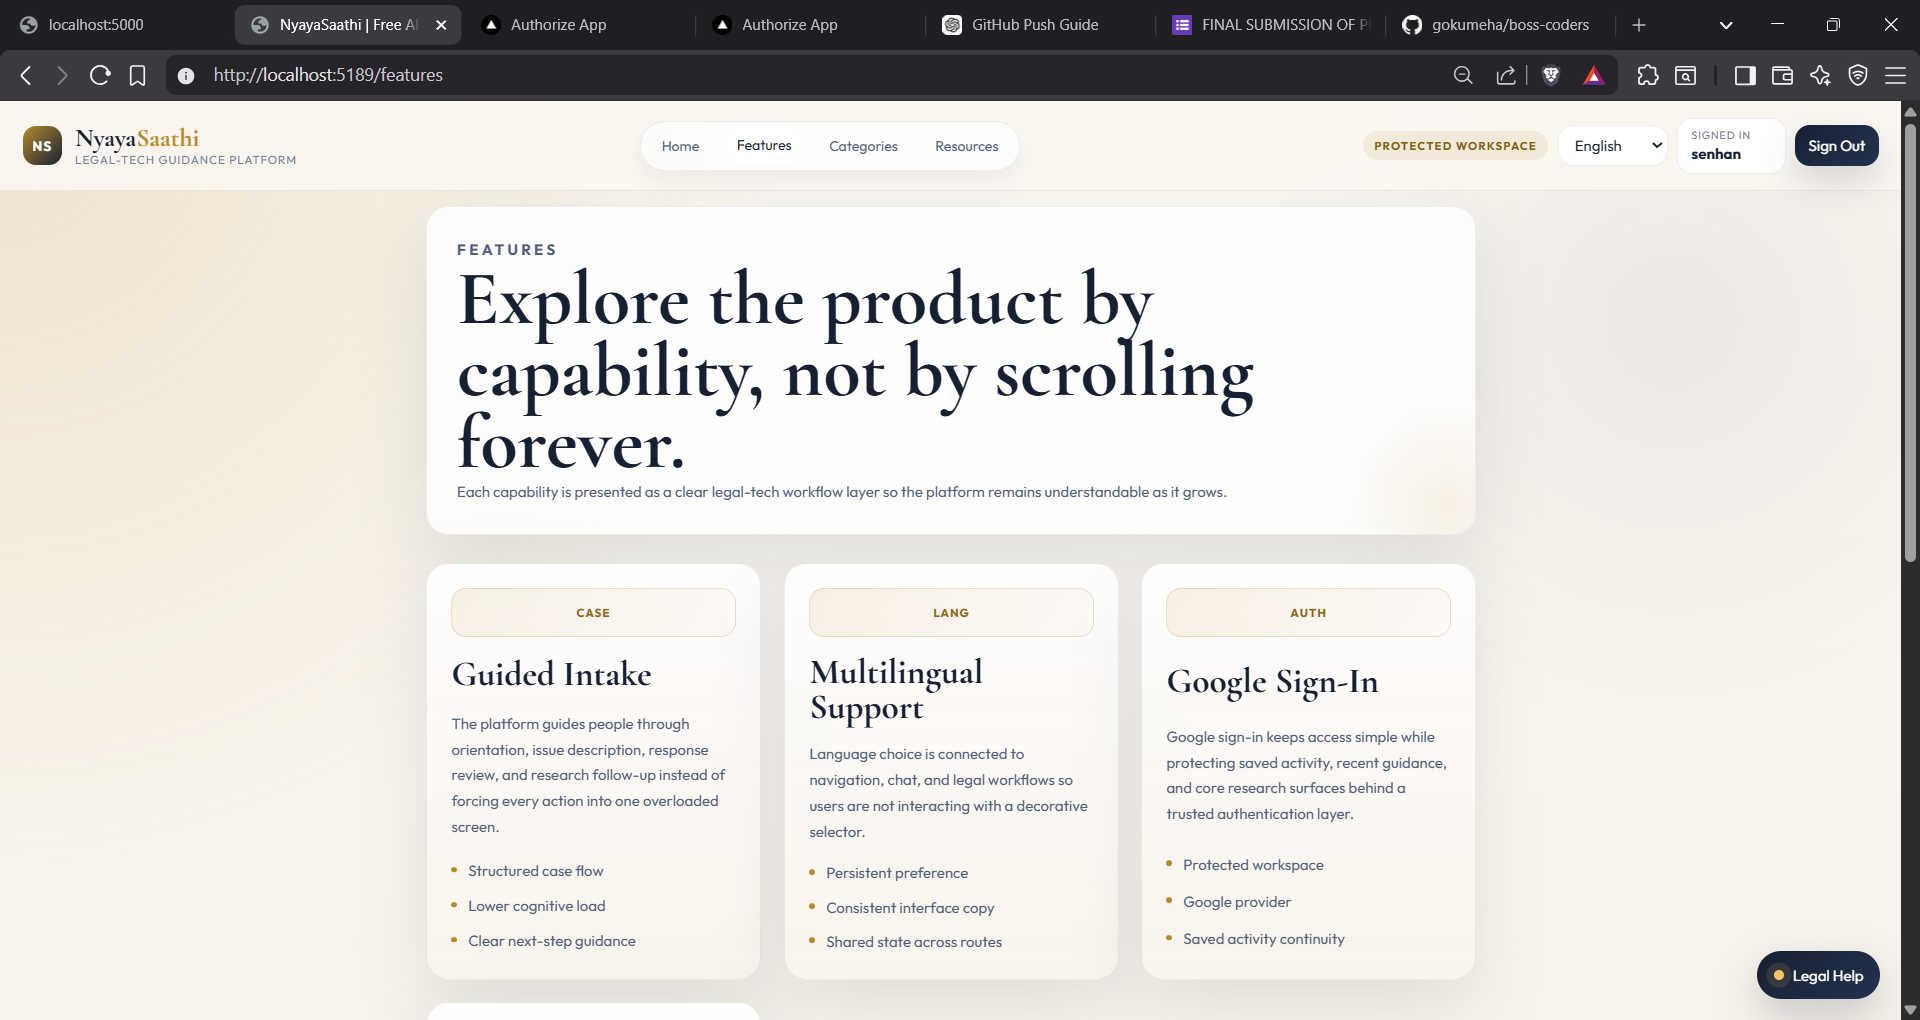 localhost:5000
NyayaSaathi | Free A
Authorize App
Authorize App
GitHub Push Guide
FINAL SUBMISSION OF P
gokumeha/boss-coders
http://localhost:5189/features
NS
NyayaSaathi
LEGAL-TECH GUIDANCE PLATFORM
Home
Features
Categories
Resources
PROTECTED WORKSPACE
English
SIGNED IN
senhan
Sign Out
FEATURES
Explore the product by
capability, not by scrolling
forever.
Each capability is presented as a clear legal-tech workflow layer so the platform remains understandable as it grows.
CASE
Guided Intake
The platform guides people through
orientation, issue description, response
review, and research follow-up instead of
forcing every action into one overloaded
screen.
Structured case flow
Lower cognitive load
Clear next-step guidance
LANG
Multilingual
Support
Language choice is connected to
navigation, chat, and legal workflows so
users are not interacting with a decorative
selector.
Persistent preference
Consistent interface copy
Shared state across routes
AUTH
Google Sign-In
Google sign-in keeps access simple while
protecting saved activity, recent guidance,
and core research surfaces behind a
trusted authentication layer.
Protected workspace
Google provider
Saved activity continuity
Legal Help